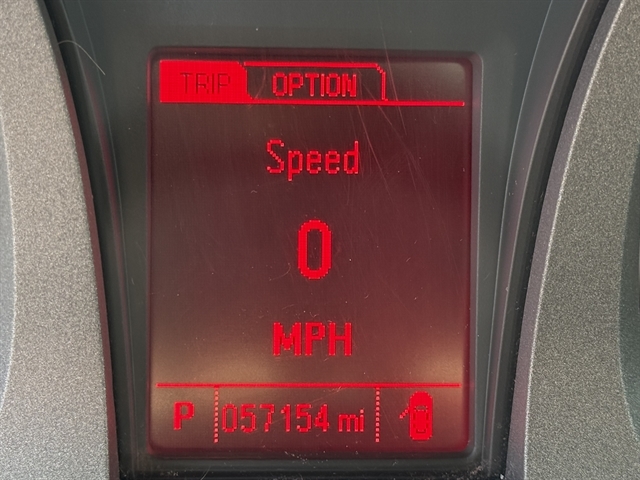 TRIP OPTION
Speed
0
MPH
P 057154 mi